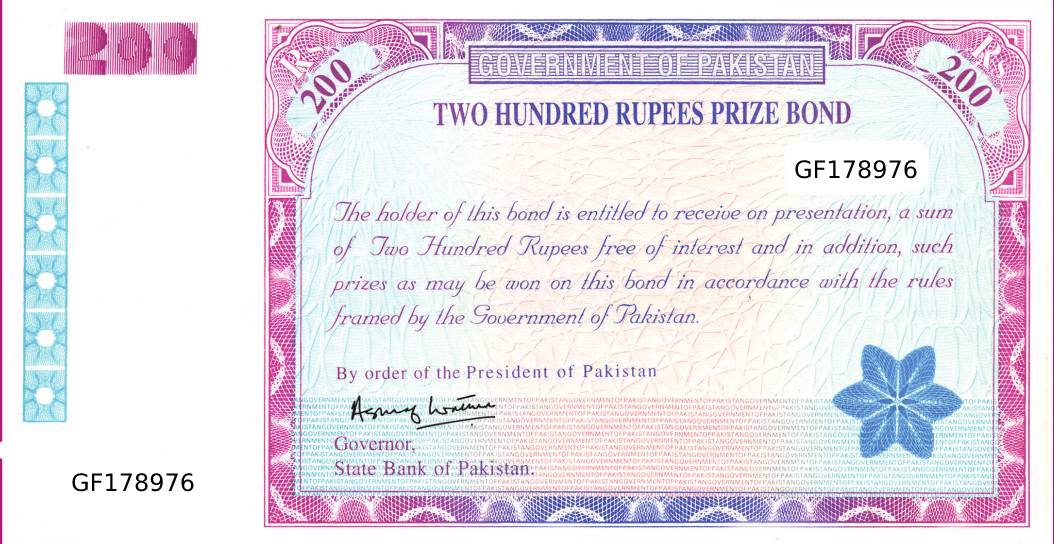 200
Rs 200
GOVERNMENT OF PAKISTAN
Rs 200
TWO HUNDRED RUPEES PRIZE BOND
GF178976
The holder of this bond is entitled to receive on presentation, a sum
of Two Hundred Rupees free of interest and in addition, such
prizes as may be won on this bond in accordance with the rules
framed by the Government of Pakistan.
By order of the President of Pakistan
Governor,
State Bank of Pakistan.
GF178976